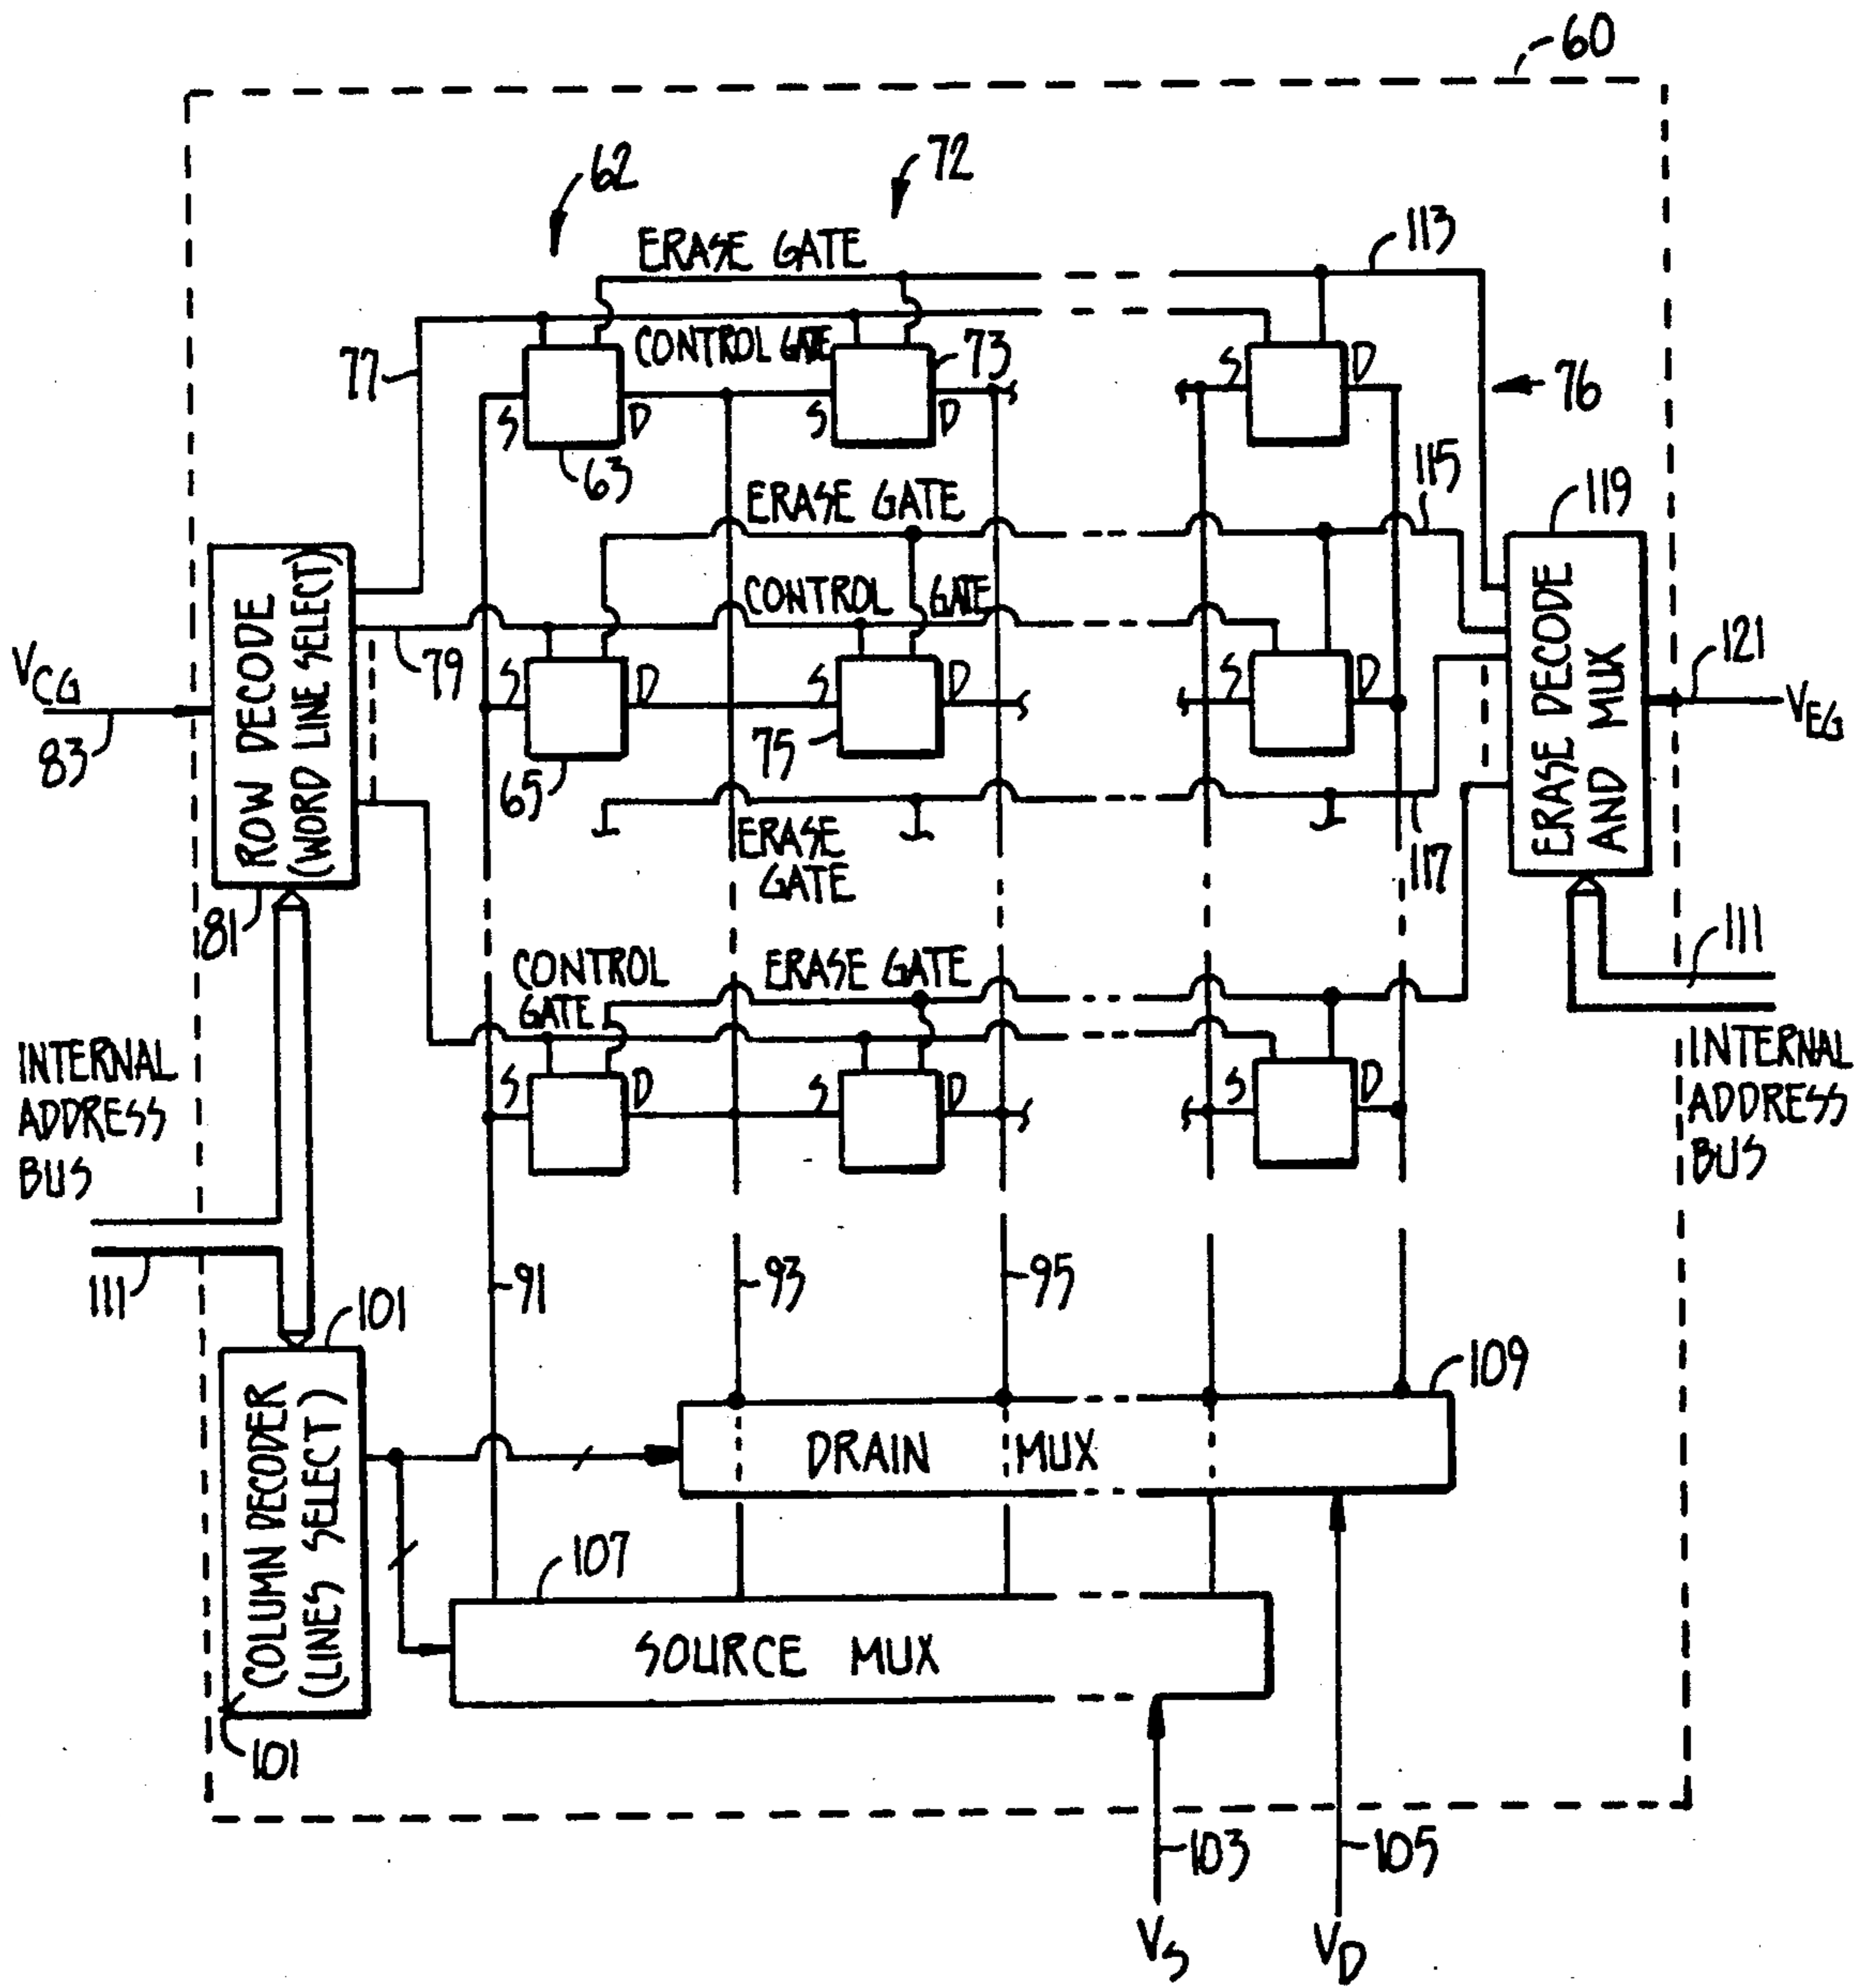 60
62
72
ERASE GATE
113
77
CONTROL GATE
73
S
D
S
D
S
D
76
63
ERASE GATE
115
119
ROW DECODE
(WORD LINE SELECT)
CONTROL GATE
ERASE DECODE
AND MUX
VCG
83
79
S
D
S
D
S
D
121
VEG
65
75
ERASE
GATE
117
81
111
CONTROL
GATE
ERASE GATE
INTERNAL
ADDRESS
BUS
INTERNAL
ADDRESS
BUS
S
D
S
D
S
D
111
91
93
95
101
109
COLUMN DECODER
(LINES SELECT)
DRAIN MUX
107
SOURCE MUX
101
103
105
VS
VD